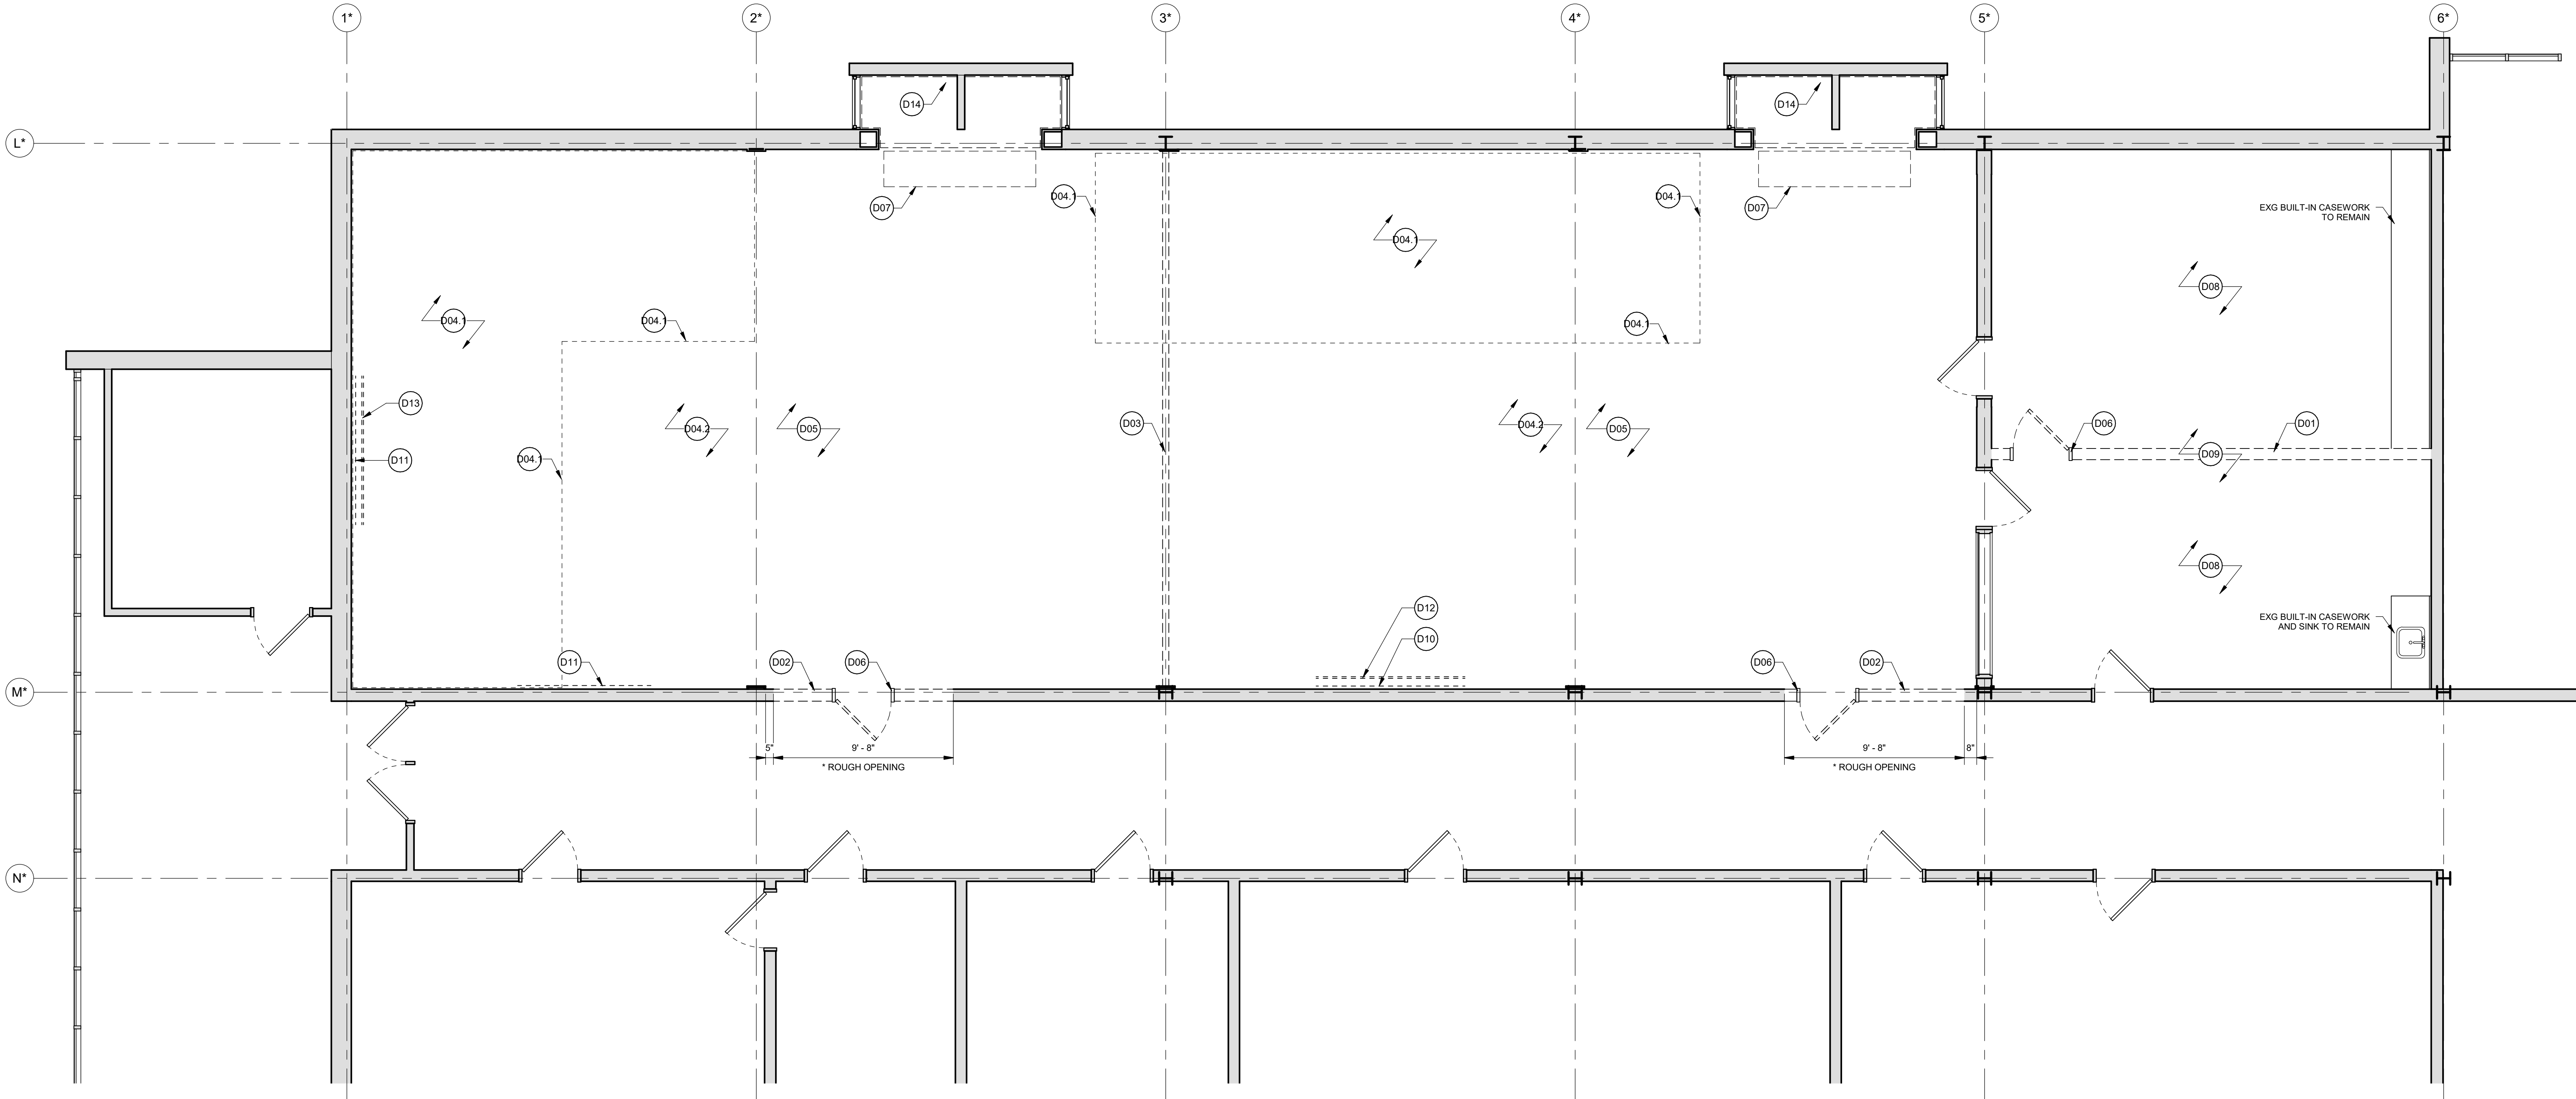 1*
2*
3*
4*
5*
6*
L*
D14
D14
D07
D04.1
D04.1
D07
EXG BUILT-IN CASEWORK
TO REMAIN
D04.1
D08
D04.1
D04.1
D04.1
D13
D04.2
D05
D03
D04.2
D05
D06
D01
D11
D04.1
D09
D08
D12
EXG BUILT-IN CASEWORK
AND SINK TO REMAIN
D10
D11
D02
D06
D06
D02
M*
5"
9' - 8"
* ROUGH OPENING
9' - 8"
8"
* ROUGH OPENING
N*